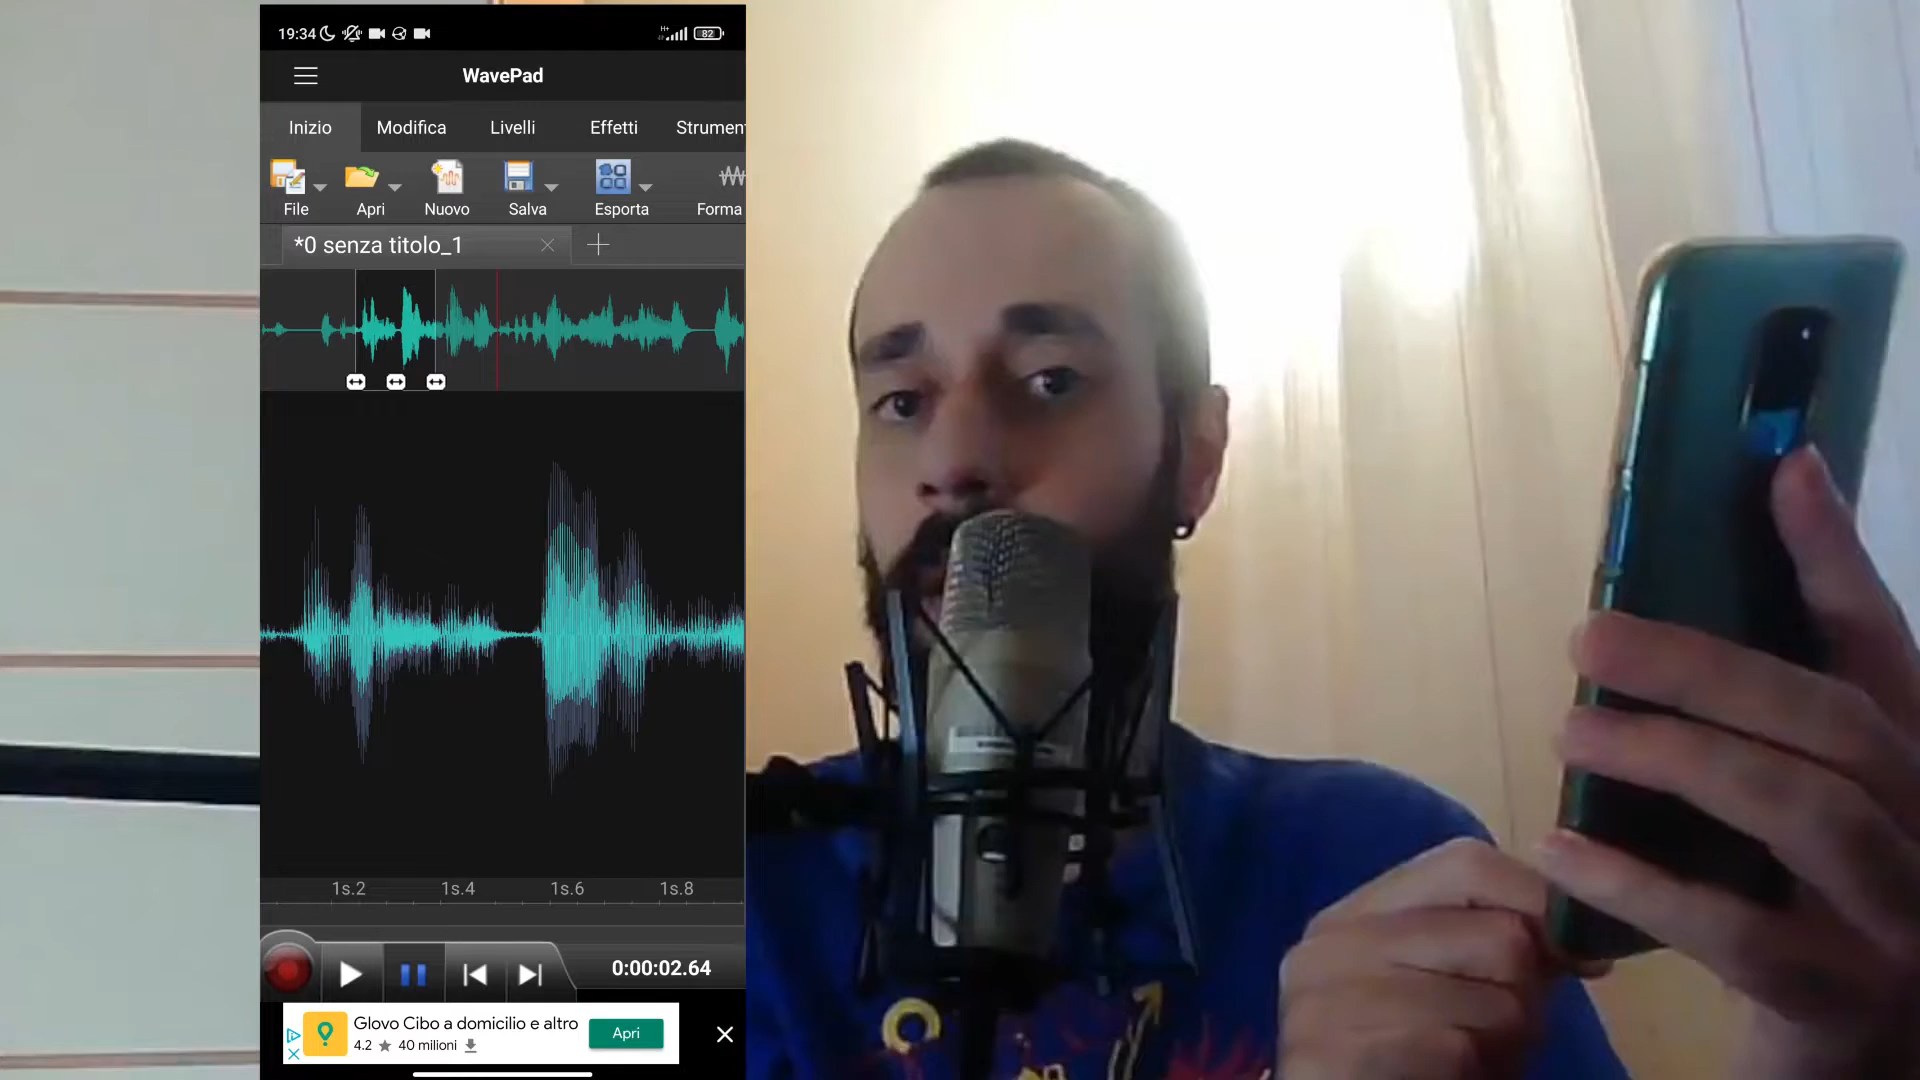 19:34
H+
82
WavePad
Inizio Modifica Livelli Effetti Strumen
File Apri Nuovo Salva Esporta Forma
*0 senza titolo_1
1s.2 1s.4 1s.6 1s.8
0:00:02.64
Glovo Cibo a domicilio e altro
4.2 ★ 40 milioni
Apri